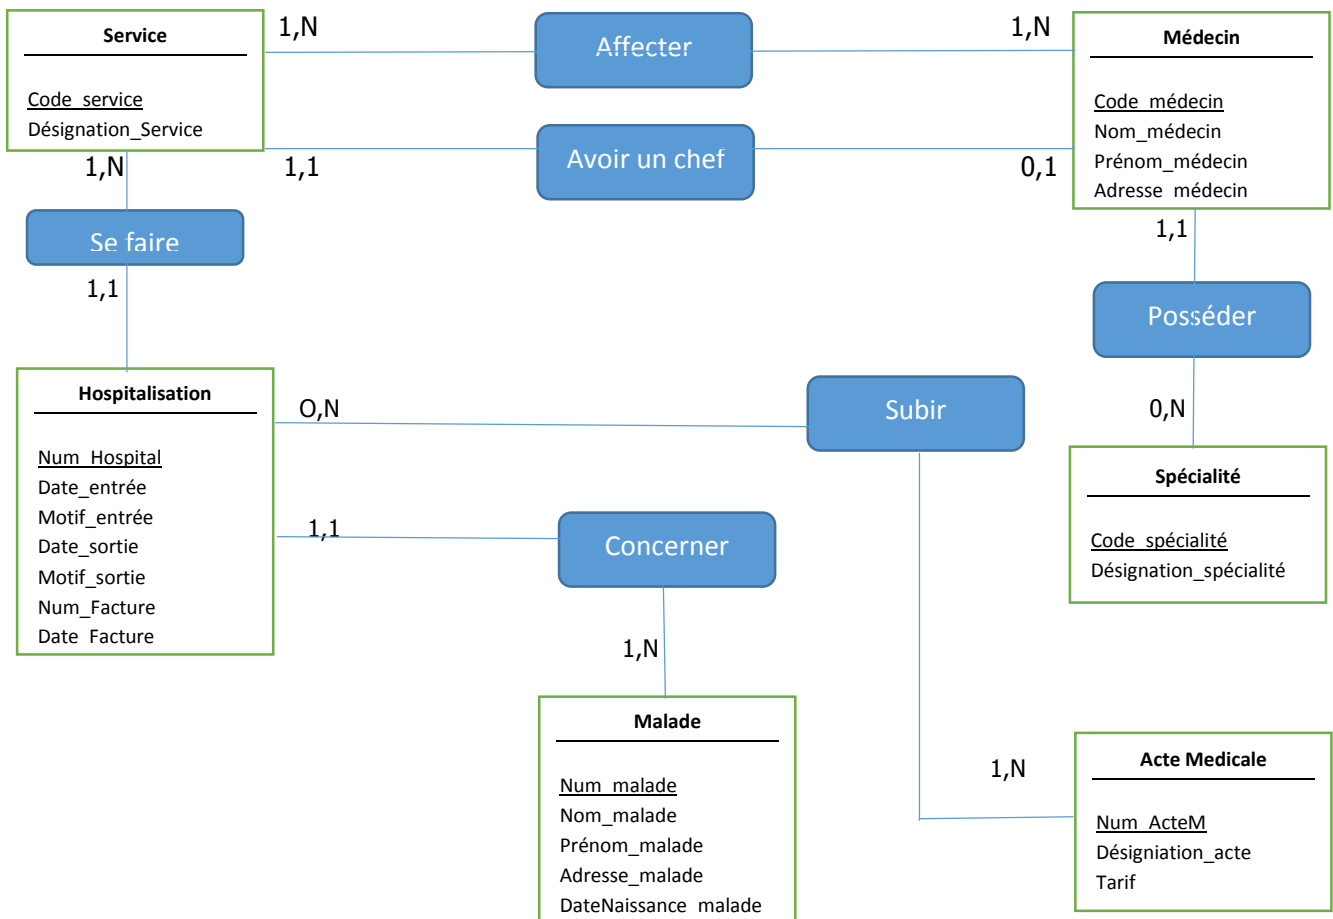 Service
Code_service
Désignation_Service
1,N
Affecter
1,N
Médecin
Code_médecin
Nom_médecin
Prénom_médecin
Adresse_médecin
1,1
Avoir un chef
0,1
1,N
Se faire
1,1
1,1
Posséder
0,N
Spécialité
Code_spécialité
Désignation_spécialité
Hospitalisation
Num_Hospital
Date_entrée
Motif_entrée
Date_sortie
Motif_sortie
Num_Facture
Date_Facture
O,N
Subir
1,1
Concerner
1,N
Malade
Num_malade
Nom_malade
Prénom_malade
Adresse_malade
DateNaissance_malade
1,N
Acte Medicale
Num_ActeM
Désigniation_acte
Tarif